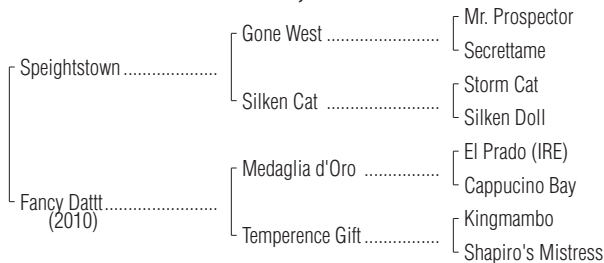 Mr. Prospector
Gone West ......................
Secrettame
Speightstown ..................
Storm Cat
Silken Cat ......................
Silken Doll
El Prado (IRE)
Medaglia d'Oro ...............
Cappucino Bay
Fancy Dattt......................
(2010)
Kingmambo
Temperence Gift...............
Shapiro's Mistress